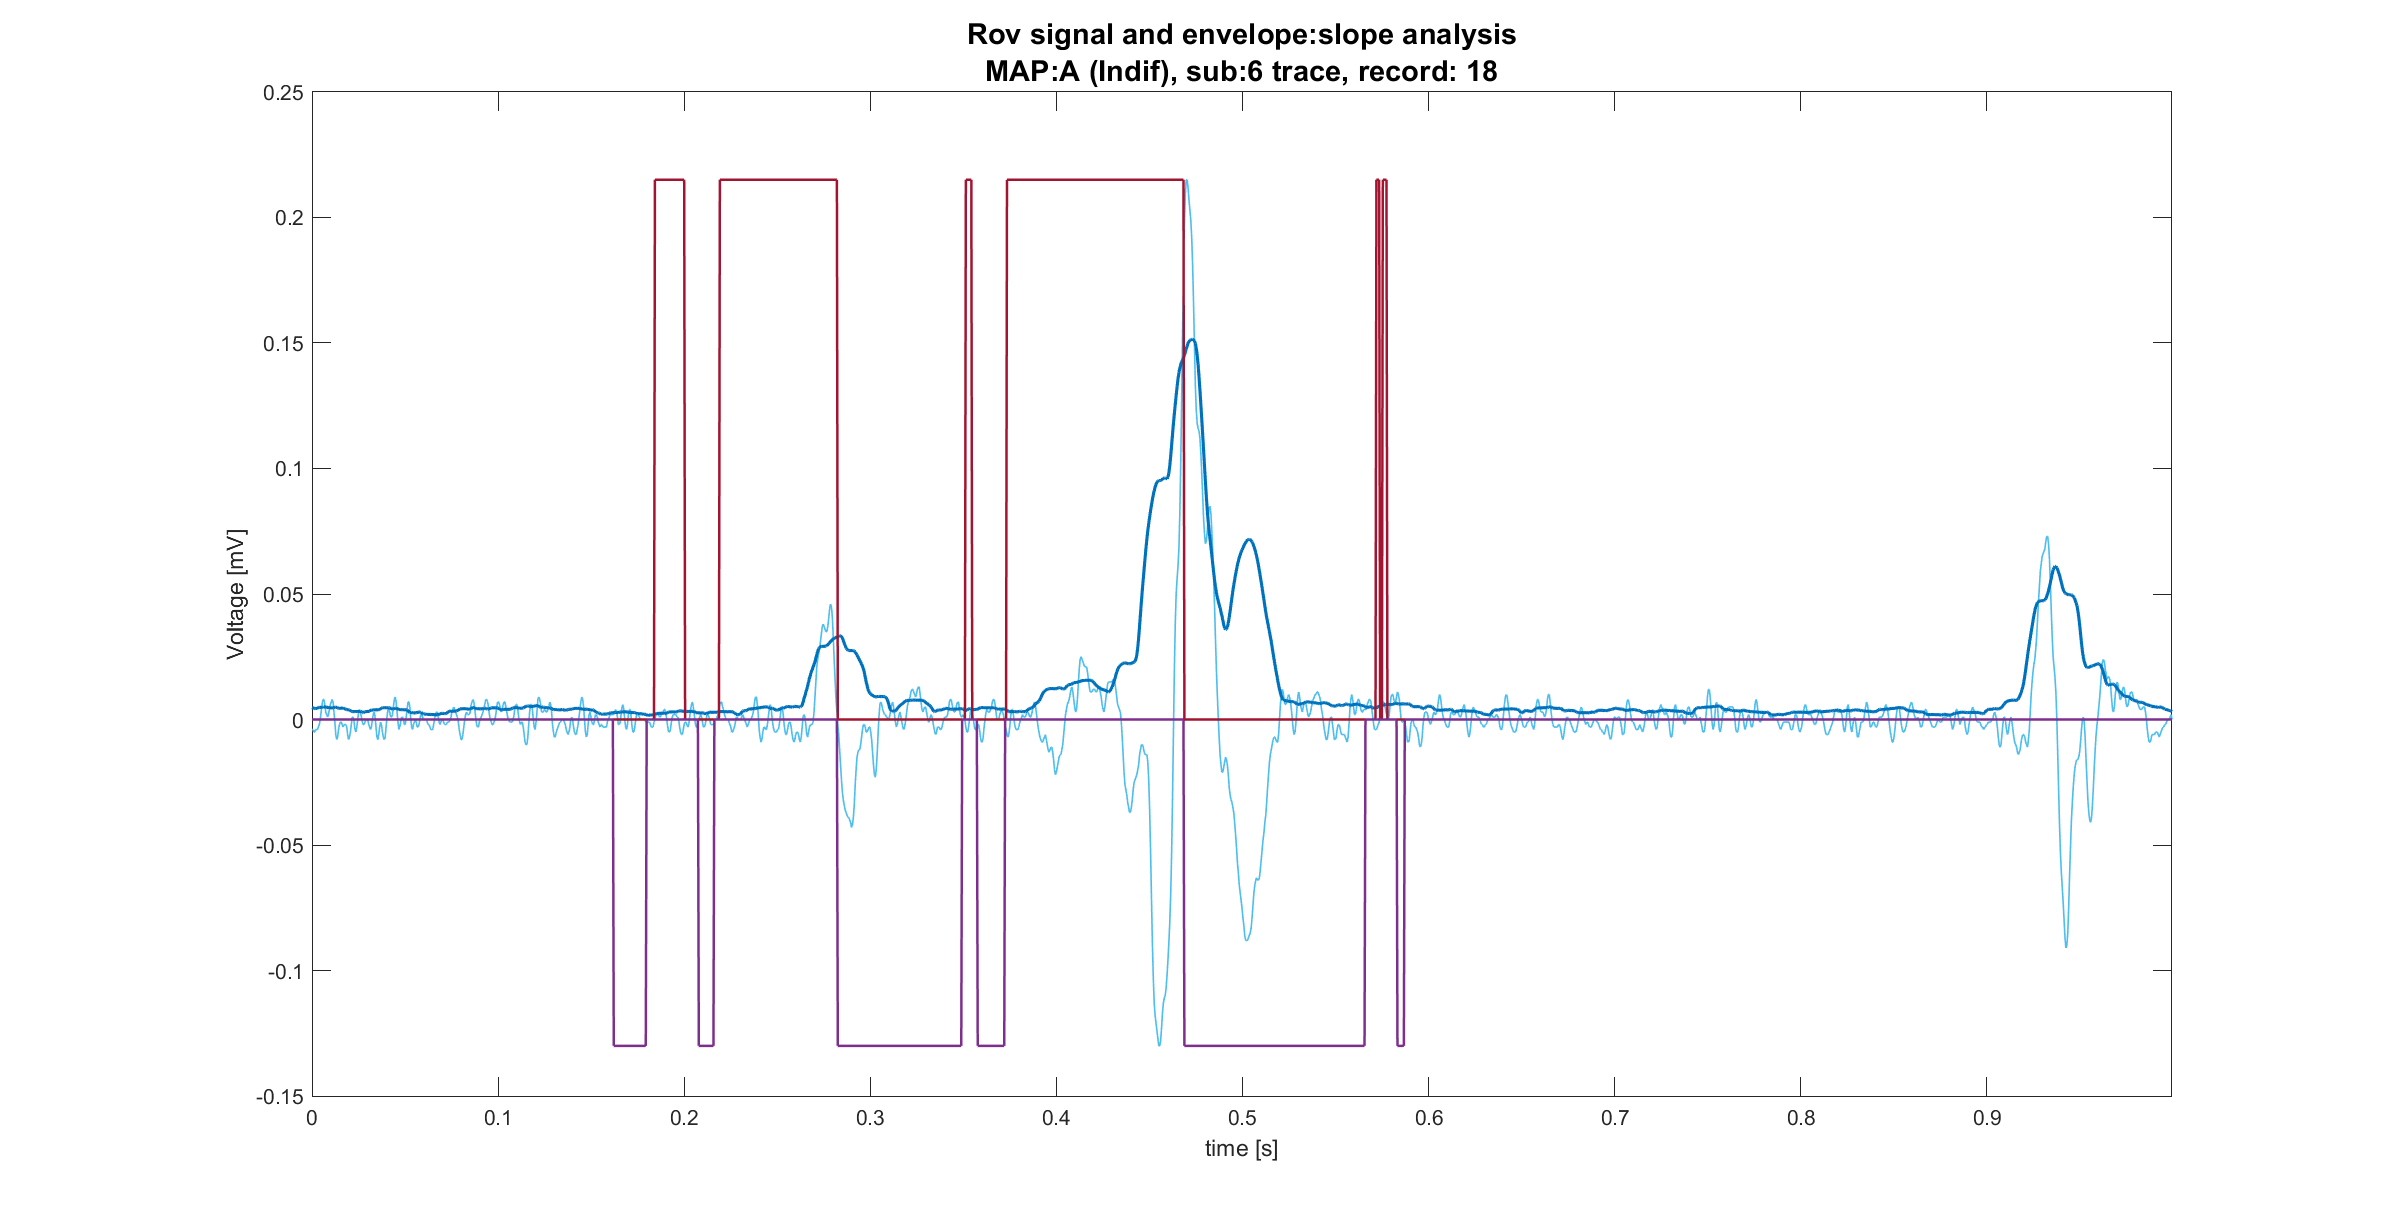 Rov signal and envelope:slope analysis
MAP:A (Indif), sub:6 trace, record: 18
0.25
0.2
0.15
0.1
0.05
0
-0.05
-0.1
-0.15
Voltage [mV]
0 0.1 0.2 0.3 0.4 0.5 0.6 0.7 0.8 0.9
time [s]